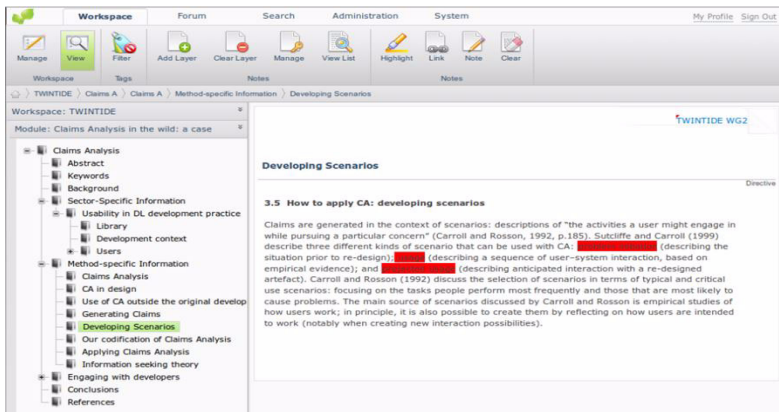 Workspace Forum Search Administration System My Profile Sign Out
Manage View Filter Add Layer Clear Layer Manage View List Highlight Link Note Clear
Workspace Tags Notes Notes
TWINTIDE Claims A Claims A Method-specific Information Developing Scenarios
Workspace: TWINTIDE
Module: Claims Analysis in the wild: a case
Claims Analysis
Abstract
Keywords
Background
Sector-Specific Information
Usability in DL development practice
Library
Development context
Users
Method-specific Information
Claims Analysis
CA in design
Use of CA outside the original develop
Generating Claims
Developing Scenarios
Our codification of Claims Analysis
Applying Claims Analysis
Information seeking theory
Engaging with developers
Conclusions
References
TWINTIDE WG2
Developing Scenarios
Directive
3.5 How to apply CA: developing scenarios
Claims are generated in the context of scenarios: descriptions of "the activities a user might engage in
while pursuing a particular concern" (Carroll and Rosson, 1992, p.185). Sutcliffe and Carroll (1999)
describe three different kinds of scenario that can be used with CA: (describing the
situation prior to re-design); (describing a sequence of user–system interaction, based on
empirical evidence); and (describing anticipated interaction with a re-designed
artefact). Carroll and Rosson (1992) discuss the selection of scenarios in terms of typical and critical
use scenarios: focusing on the tasks people perform most frequently and those that are most likely to
cause problems. The main source of scenarios discussed by Carroll and Rosson is empirical studies of
how users work; in principle, it is also possible to create them by reflecting on how users are intended
to work (notably when creating new interaction possibilities).